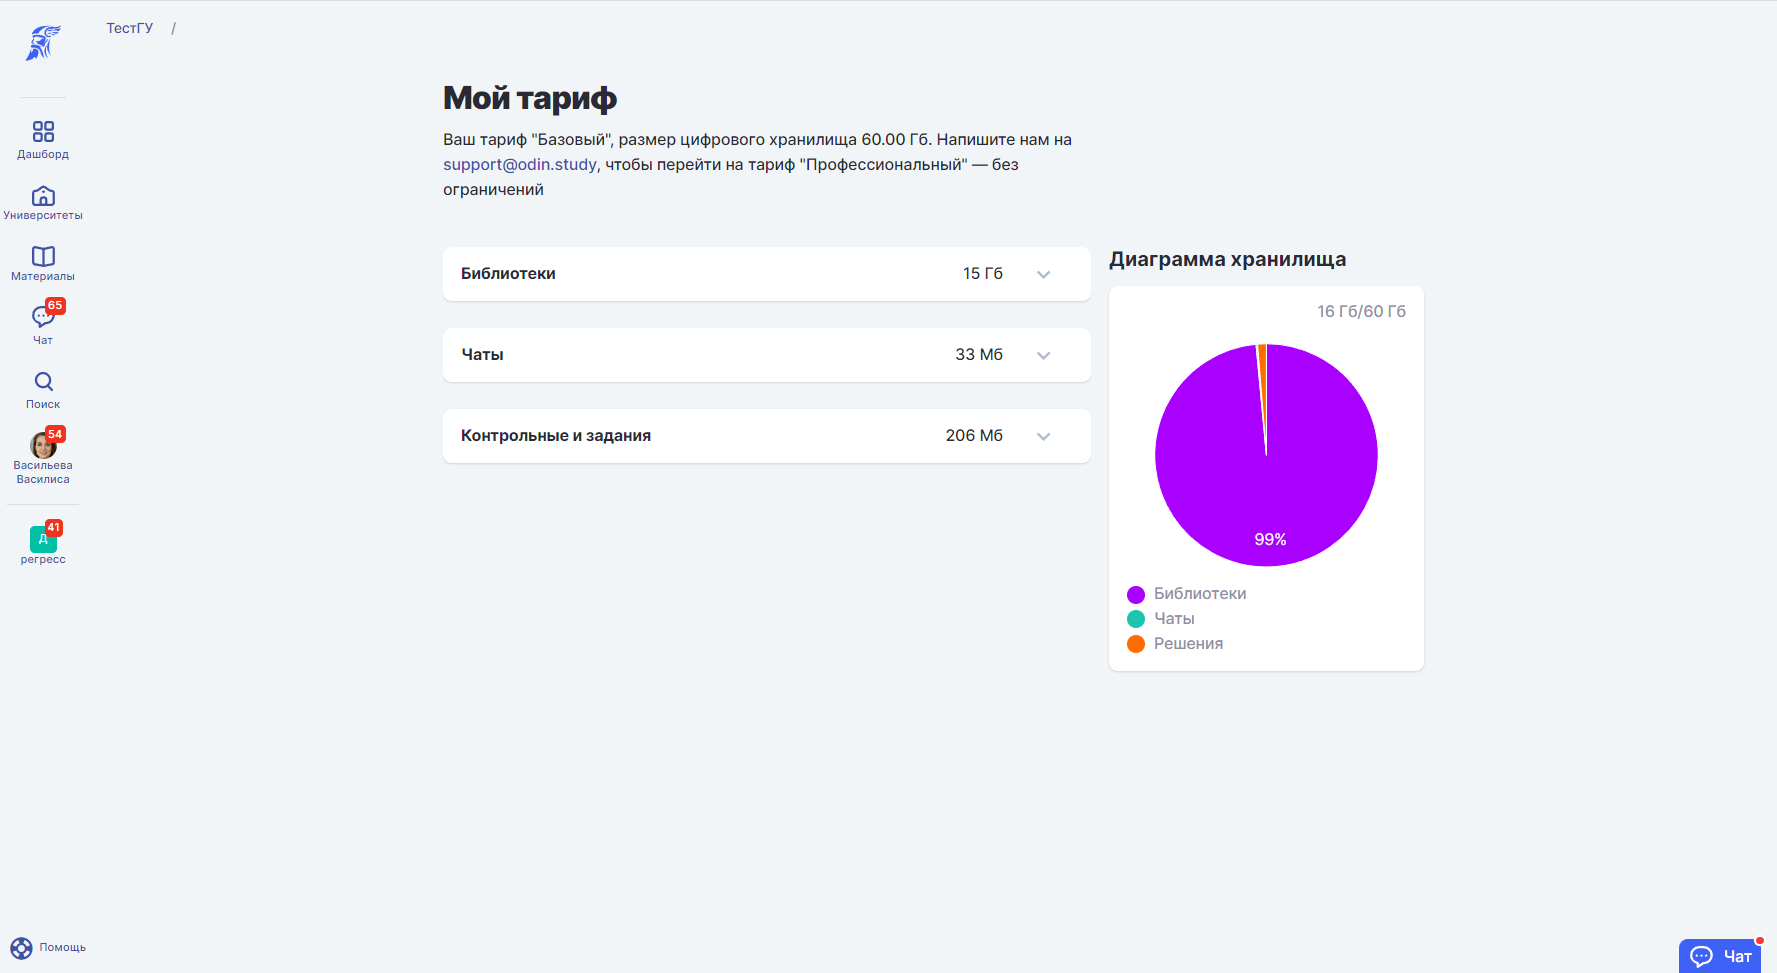 ТестГУ /
Дашборд
Университеты
Материалы
65
Чат
Поиск
54
Васильева
Василиса
41
Д
регресс
Помощь
Мой тариф
Ваш тариф "Базовый", размер цифрового хранилища 60.00 Гб. Напишите нам на
support@odin.study, чтобы перейти на тариф "Профессиональный" — без
ограничений
Библиотеки 15 Гб
Чаты 33 Мб
Контрольные и задания 206 Мб
Диаграмма хранилища
16 Гб/60 Гб
99%
Библиотеки
Чаты
Решения
Чат